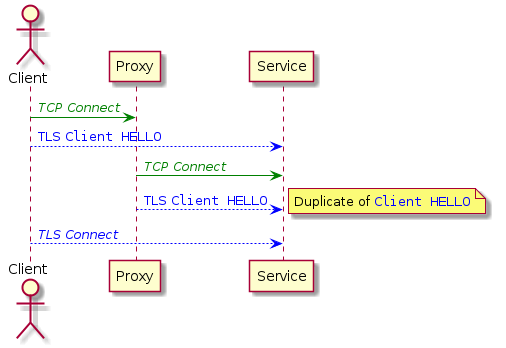 Client
Proxy
Service
TCP Connect
TLS Client HELLO
TCP Connect
TLS Client HELLO
Duplicate of Client HELLO
TLS Connect
Client
Proxy
Service